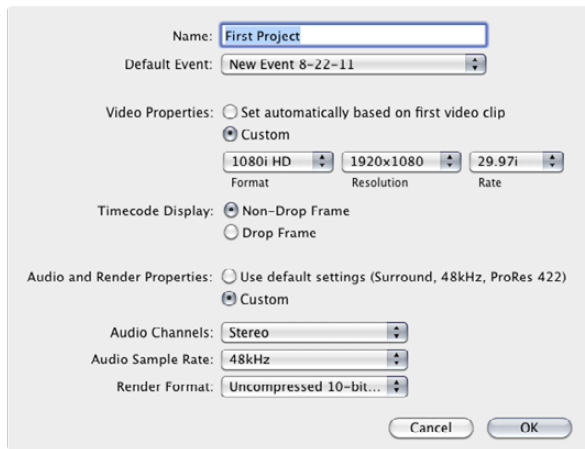 Name: First Project
Default Event: New Event 8-22-11
Video Properties: Set automatically based on first video clip
Custom
1080i HD 1920x1080 29.97i
Format Resolution Rate
Timecode Display: Non-Drop Frame
Drop Frame
Audio and Render Properties: Use default settings (Surround, 48kHz, ProRes 422)
Custom
Audio Channels: Stereo
Audio Sample Rate: 48kHz
Render Format: Uncompressed 10-bit...
Cancel OK